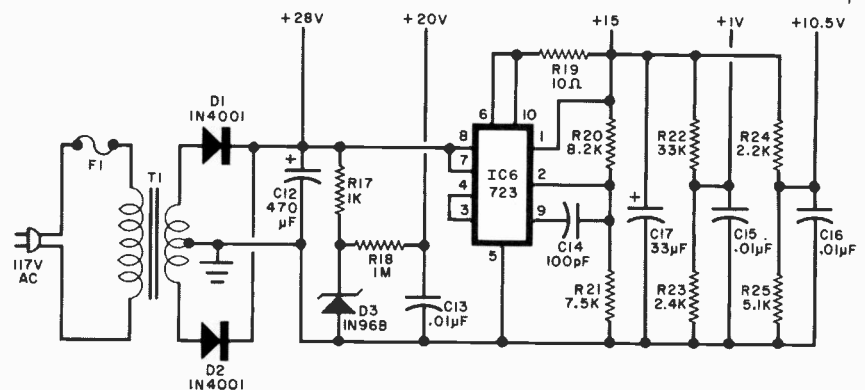 +28V
+20V
+15
+1V
+10.5V
D1
1N4001
F1
T1
117V
AC
D2
1N4001
+
C12
470
µF
R17
1K
R18
1M
D3
1N968
C13
.01µF
6
10
8
7
4
3
5
1
2
9
IC6
723
R19
10Ω
C14
100pF
R20
8.2K
R21
7.5K
+
C17
33µF
R22
33K
R23
2.4K
C15
.01µF
R24
2.2K
R25
5.1K
C16
.01µF